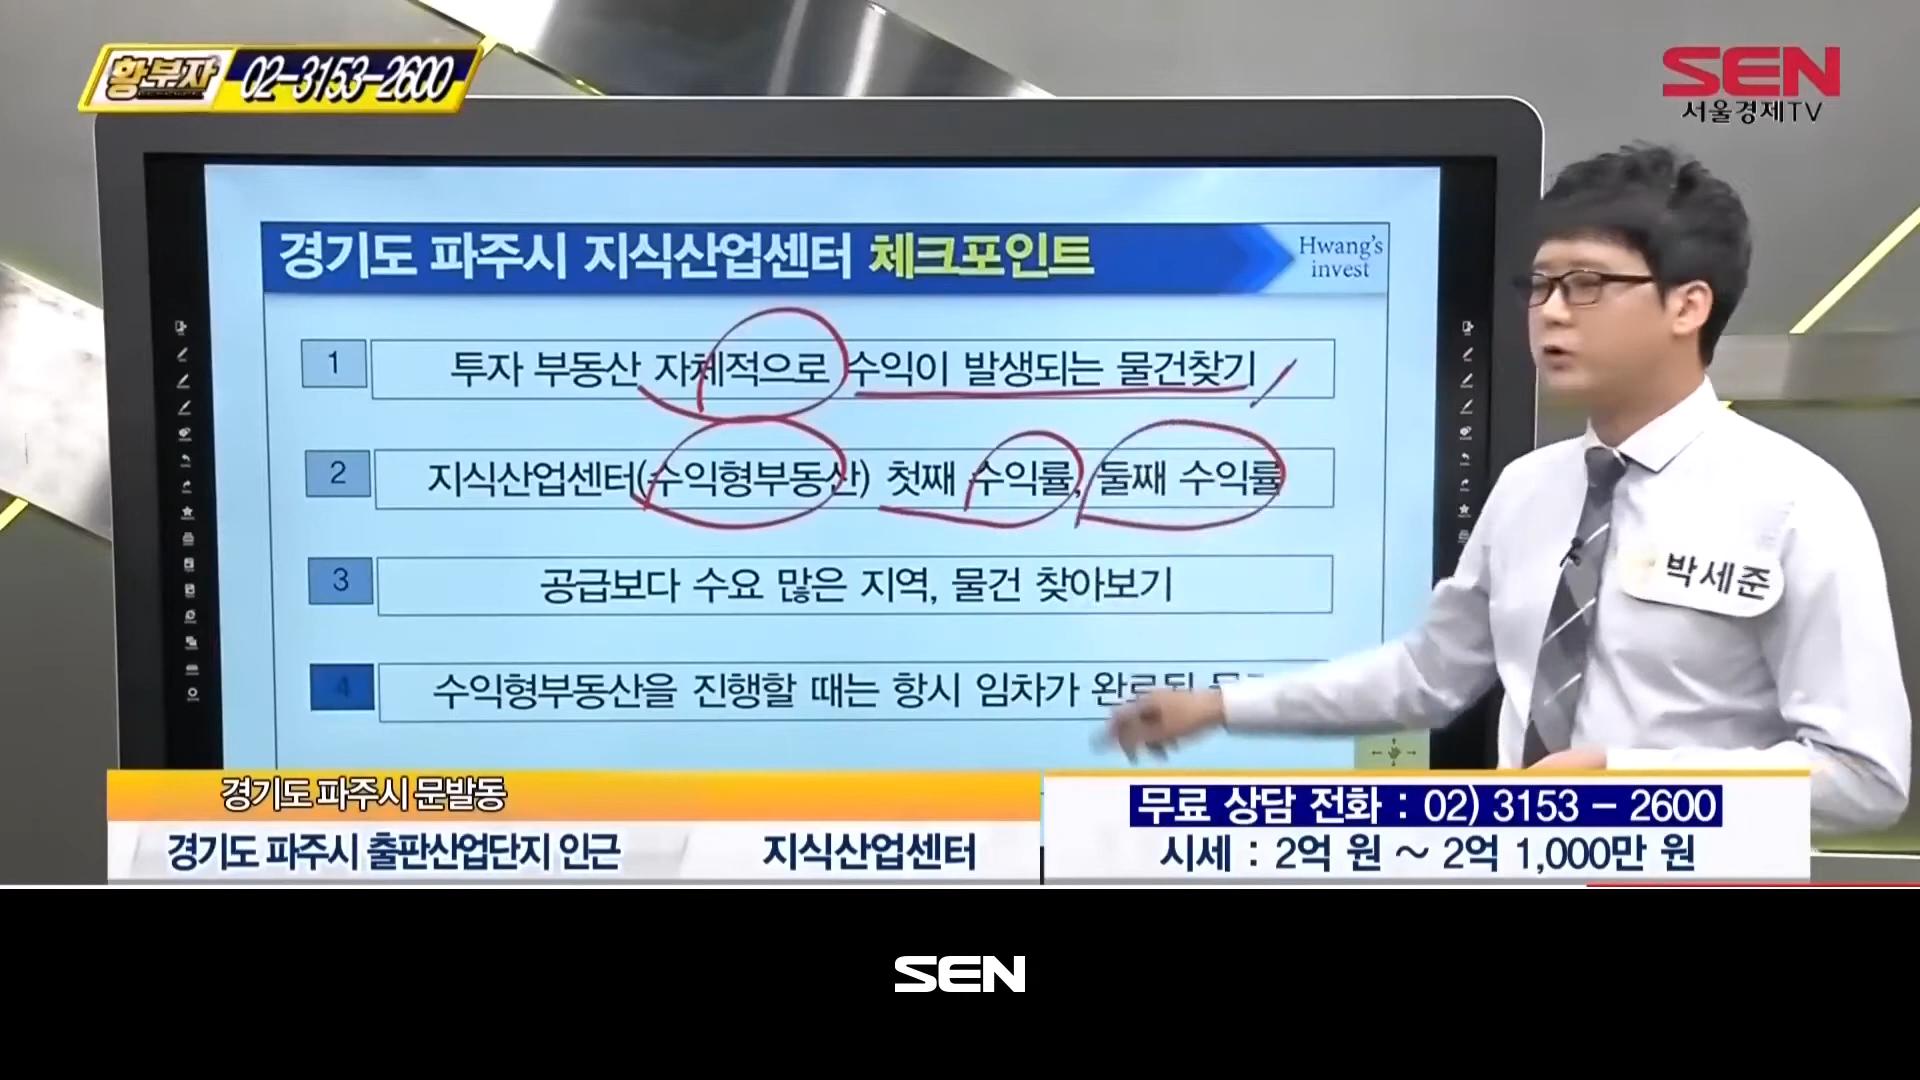 황부자 02-3153-2600
SEN
서울경제TV
경기도 파주시 지식산업센터 체크포인트
Hwang's
invest
1 투자 부동산 자체적으로 수익이 발생되는 물건찾기
2 지식산업센터(수익형부동산) 첫째 수익률, 둘째 수익률
3 공급보다 수요 많은 지역, 물건 찾아보기
4 수익형부동산을 진행할 때는 항시 임차가
박세준
경기도 파주시 문발동
경기도 파주시 출판산업단지 인근 지식산업센터
무료 상담 전화 : 02) 3153 - 2600
시세 : 2억 원 ~ 2억 1,000만 원
SEN